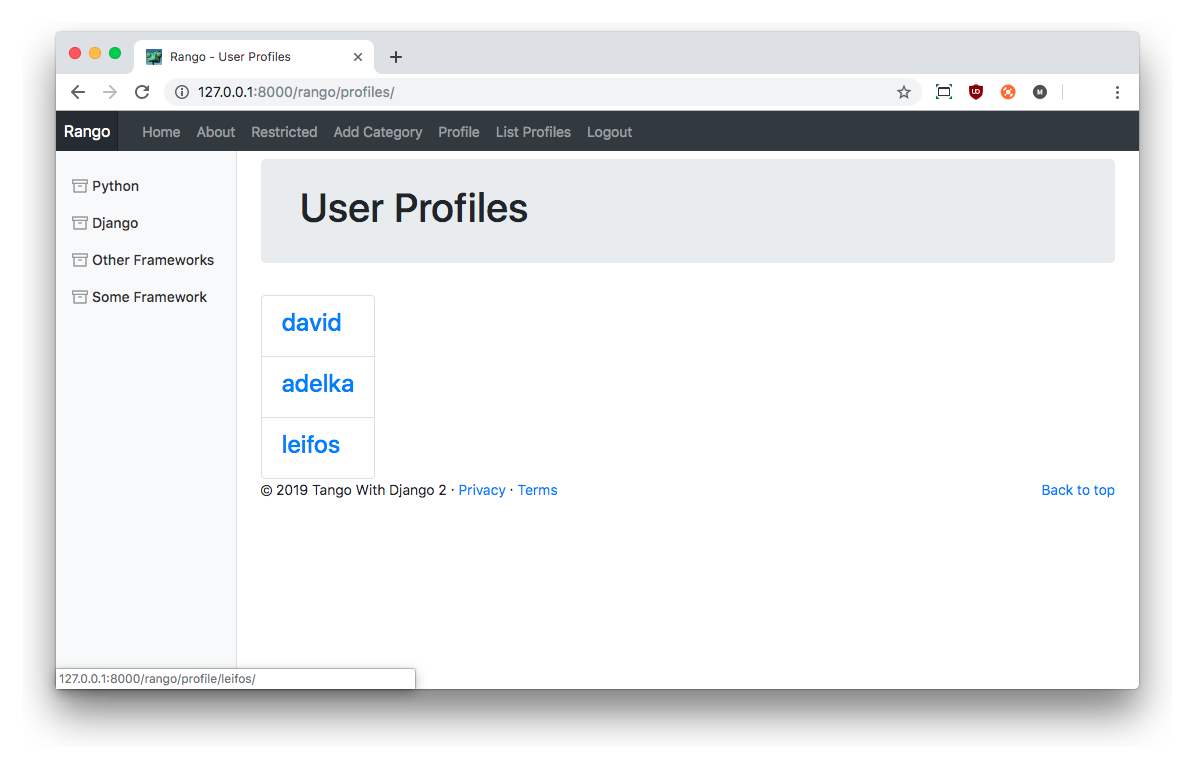 Rango - User Profiles
127.0.0.1:8000/rango/profiles/
UD
M
Rango Home About Restricted Add Category Profile List Profiles Logout
Python
Django
Other Frameworks
Some Framework
User Profiles
david
adelka
leifos
© 2019 Tango With Django 2 · Privacy · Terms Back to top
127.0.0.1:8000/rango/profile/leifos/